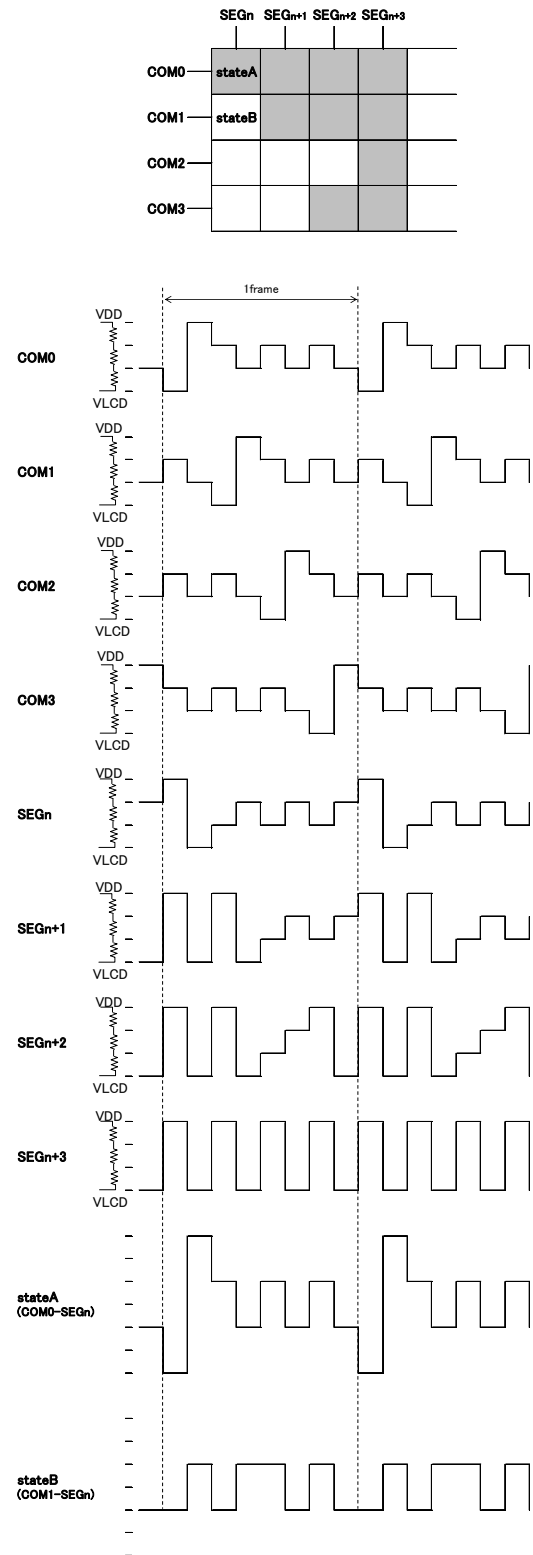 SEGn SEGn+1 SEGn+2 SEGn+3
COM0 stateA
COM1 stateB
COM2
COM3
1frame
VDD
COM0
VLCD
VDD
COM1
VLCD
VDD
COM2
VLCD
VDD
COM3
VLCD
VDD
SEGn
VLCD
VDD
SEGn+1
VLCD
VDD
SEGn+2
VLCD
VDD
SEGn+3
VLCD
stateA
(COM0-SEGn)
stateB
(COM1-SEGn)